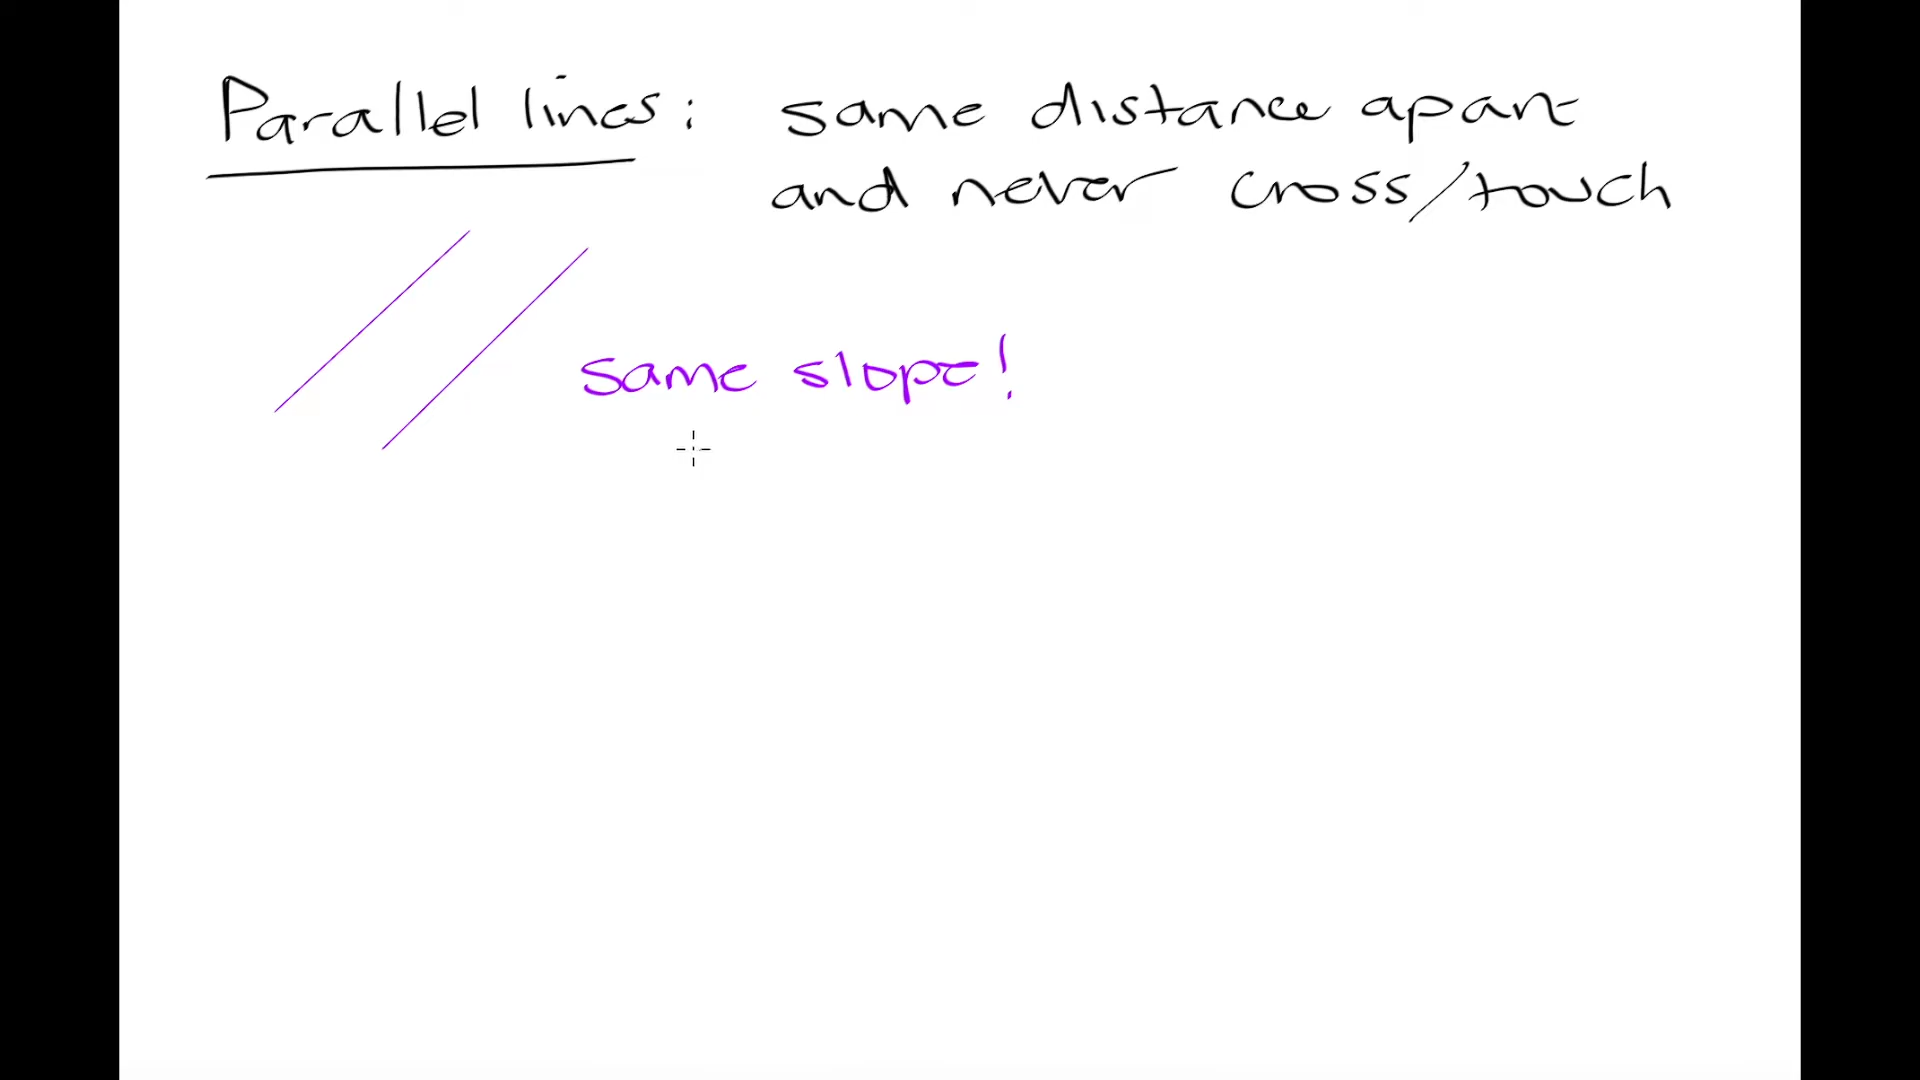 Parallel lines: same distance apart
and never cross/touch
same slope!